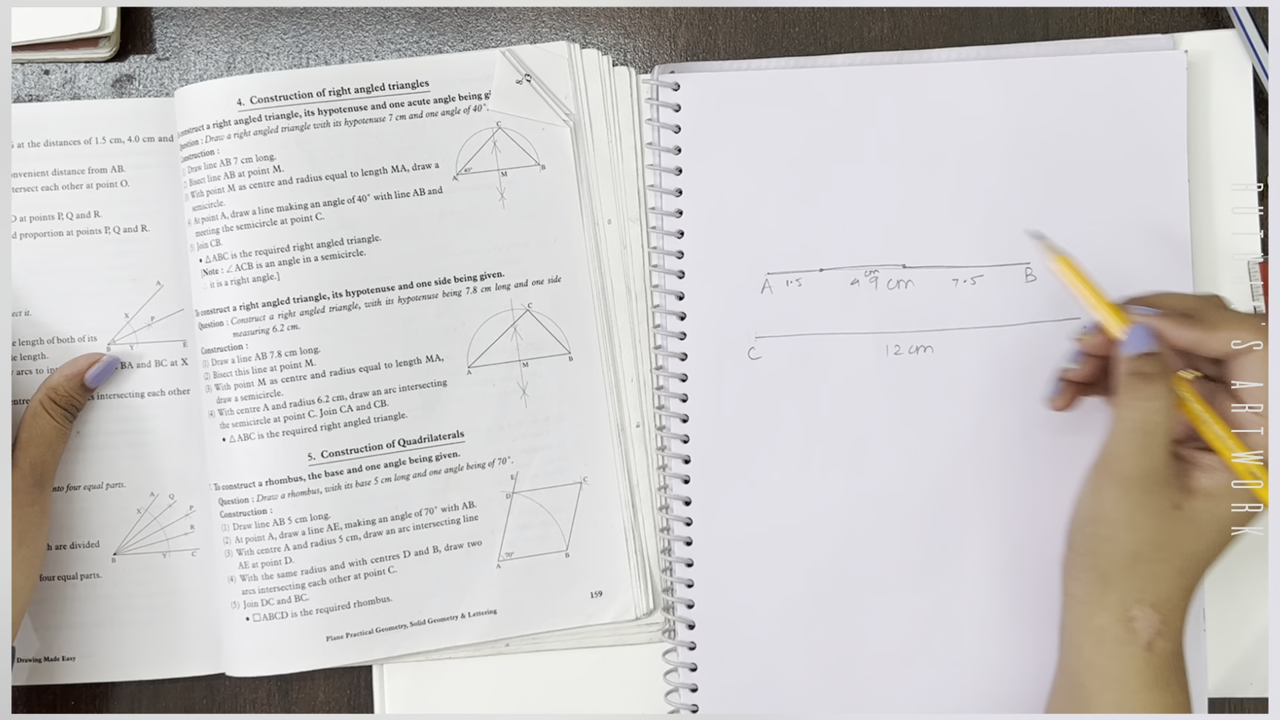 at the distances of 1.5 cm, 4.0 cm and
nvenient distance from AB.
tersect each other at point O.
D at points P, Q and R.
d proportion at points P, Q and R.
ect it.
e length of both of its
le length.
BA and BC at X
s intersecting each other
nto four equal parts.
h are divided
four equal parts.
A
X
P
B
Y
E
A
Q
X
P
R
B
Y
C
Drawing Made Easy
4. Construction of right angled triangles
construct a right angled triangle, its hypotenuse and one acute angle being gi
Question : Draw a right angled triangle with its hypotenuse 7 cm and one angle of 40°.
Construction :
Draw line AB 7 cm long.
Bisect line AB at point M.
With point M as centre and radius equal to length MA, draw a
semicircle.
At point A, draw a line making an angle of 40° with line AB and
meeting the semicircle at point C.
Join CB.
• △ABC is the required right angled triangle.
[Note : ∠ACB is an angle in a semicircle.
∴ it is a right angle.]
C
A
40°
M
B
To construct a right angled triangle, its hypotenuse and one side being given.
Question : Construct a right angled triangle, with its hypotenuse being 7.8 cm long and one side
measuring 6.2 cm.
Construction :
(1) Draw a line AB 7.8 cm long.
(2) Bisect this line at point M.
(3) With point M as centre and radius equal to length MA,
draw a semicircle.
(4) With centre A and radius 6.2 cm, draw an arc intersecting
the semicircle at point C. Join CA and CB.
• △ABC is the required right angled triangle.
C
A
M
B
5. Construction of Quadrilaterals
To construct a rhombus, the base and one angle being given.
Question : Draw a rhombus, with its base 5 cm long and one angle being of 70°.
Construction :
(1) Draw line AB 5 cm long.
(2) At point A, draw a line AE, making an angle of 70° with AB.
(3) With centre A and radius 5 cm, draw an arc intersecting line
AE at point D.
(4) With the same radius and with centres D and B, draw two
arcs intersecting each other at point C.
(5) Join DC and BC.
• □ABCD is the required rhombus.
E
D
C
A
70°
B
159
Plane Practical Geometry, Solid Geometry & Lettering
A 1.5 cm 9 cm 7.5 B
C 12 cm
RUTU'S ARTWORK